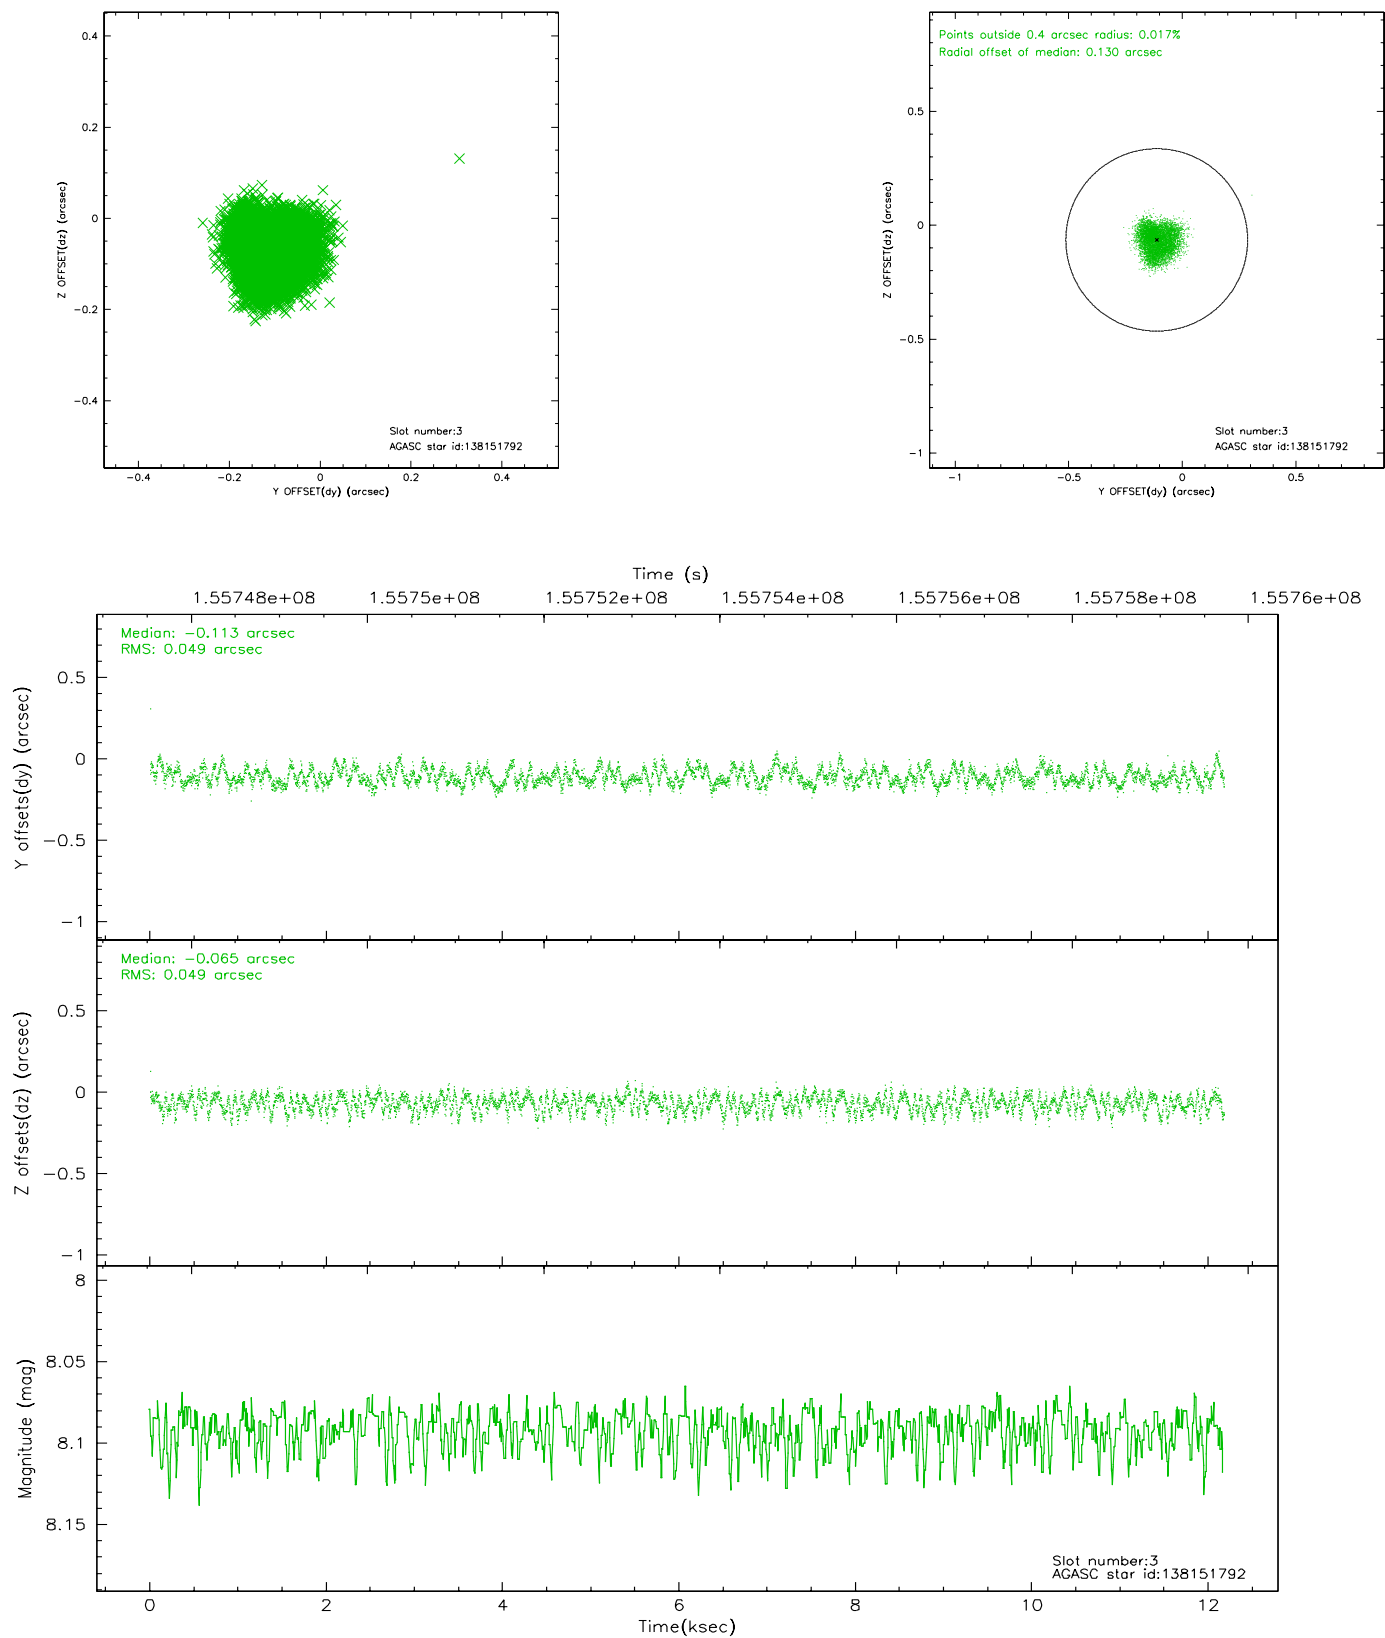 0.4
0.2
0
-0.2
-0.4
Z OFFSET(dz) (arcsec)
Slot number:3
AGASC star id:138151792
-0.4 -0.2 0 0.2 0.4
Y OFFSET(dy) (arcsec)
Points outside 0.4 arcsec radius: 0.017%
Radial offset of median: 0.130 arcsec
0.5
0
-0.5
-1
Z OFFSET(dz) (arcsec)
Slot number:3
AGASC star id:138151792
-1 -0.5 0 0.5
Y OFFSET(dy) (arcsec)
Time (s)
1.55748e+08 1.5575e+08 1.55752e+08 1.55754e+08 1.55756e+08 1.55758e+08 1.5576e+08
Median: -0.113 arcsec
RMS: 0.049 arcsec
0.5
0
-0.5
-1
Y offsets(dy) (arcsec)
Median: -0.065 arcsec
RMS: 0.049 arcsec
0.5
0
-0.5
-1
Z offsets(dz) (arcsec)
8
8.05
8.1
8.15
Magnitude (mag)
Slot number:3
AGASC star id:138151792
0 2 4 6 8 10 12
Time(ksec)